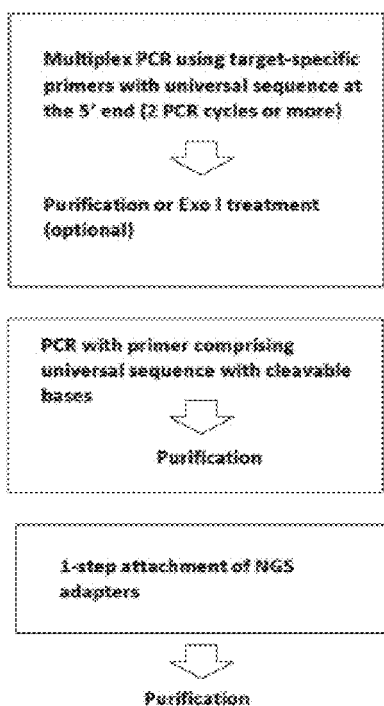 Multiplex PCR using target-specific
primers with universal sequence at
the 5' end (2 PCR cycles or more)
Purification or Exo I treatment
(optional)
PCR with primer comprising
universal sequence with cleavable
bases
Purification
1-step attachment of NGS
adapters
Purification